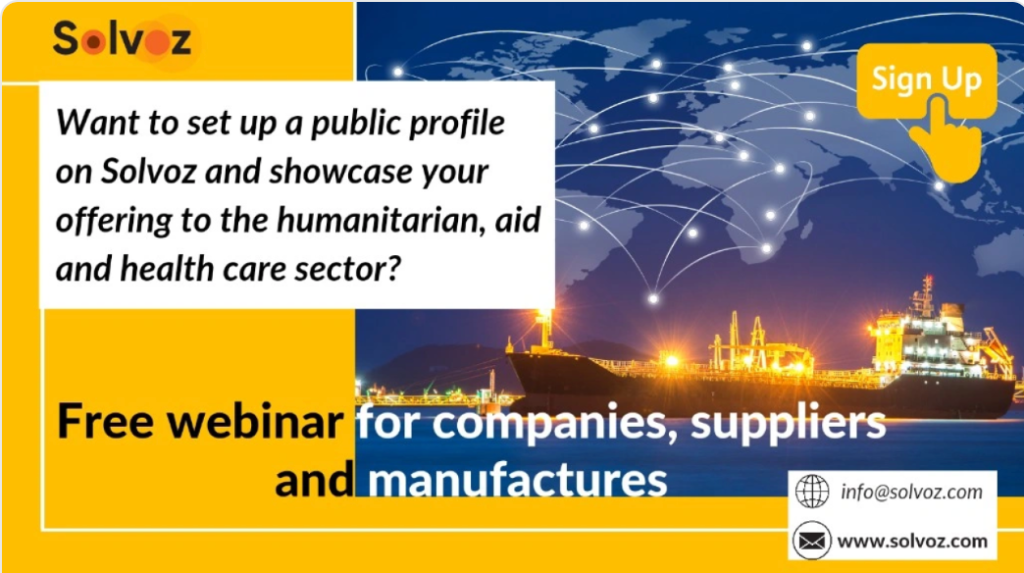 Solvoz
Sign Up
Want to set up a public profile
on Solvoz and showcase your
offering to the humanitarian, aid
and health care sector?
Free webinar for companies, suppliers
and manufactures
info@solvoz.com
www.solvoz.com